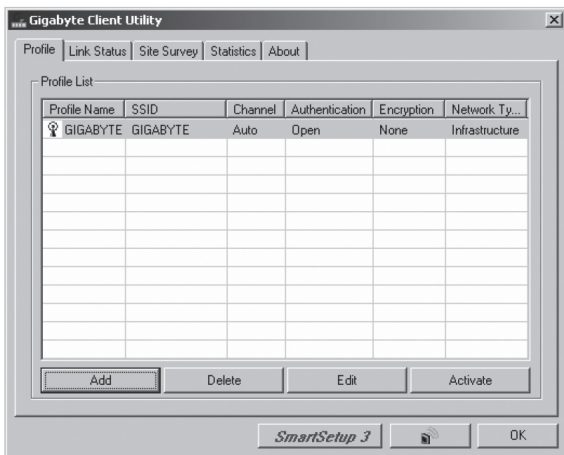 Gigabyte Client Utility
Profile Link Status Site Survey Statistics About
Profile List
Profile Name SSID Channel Authentication Encryption Network Ty...
GIGABYTE GIGABYTE Auto Open None Infrastructure
Add Delete Edit Activate
SmartSetup 3 OK